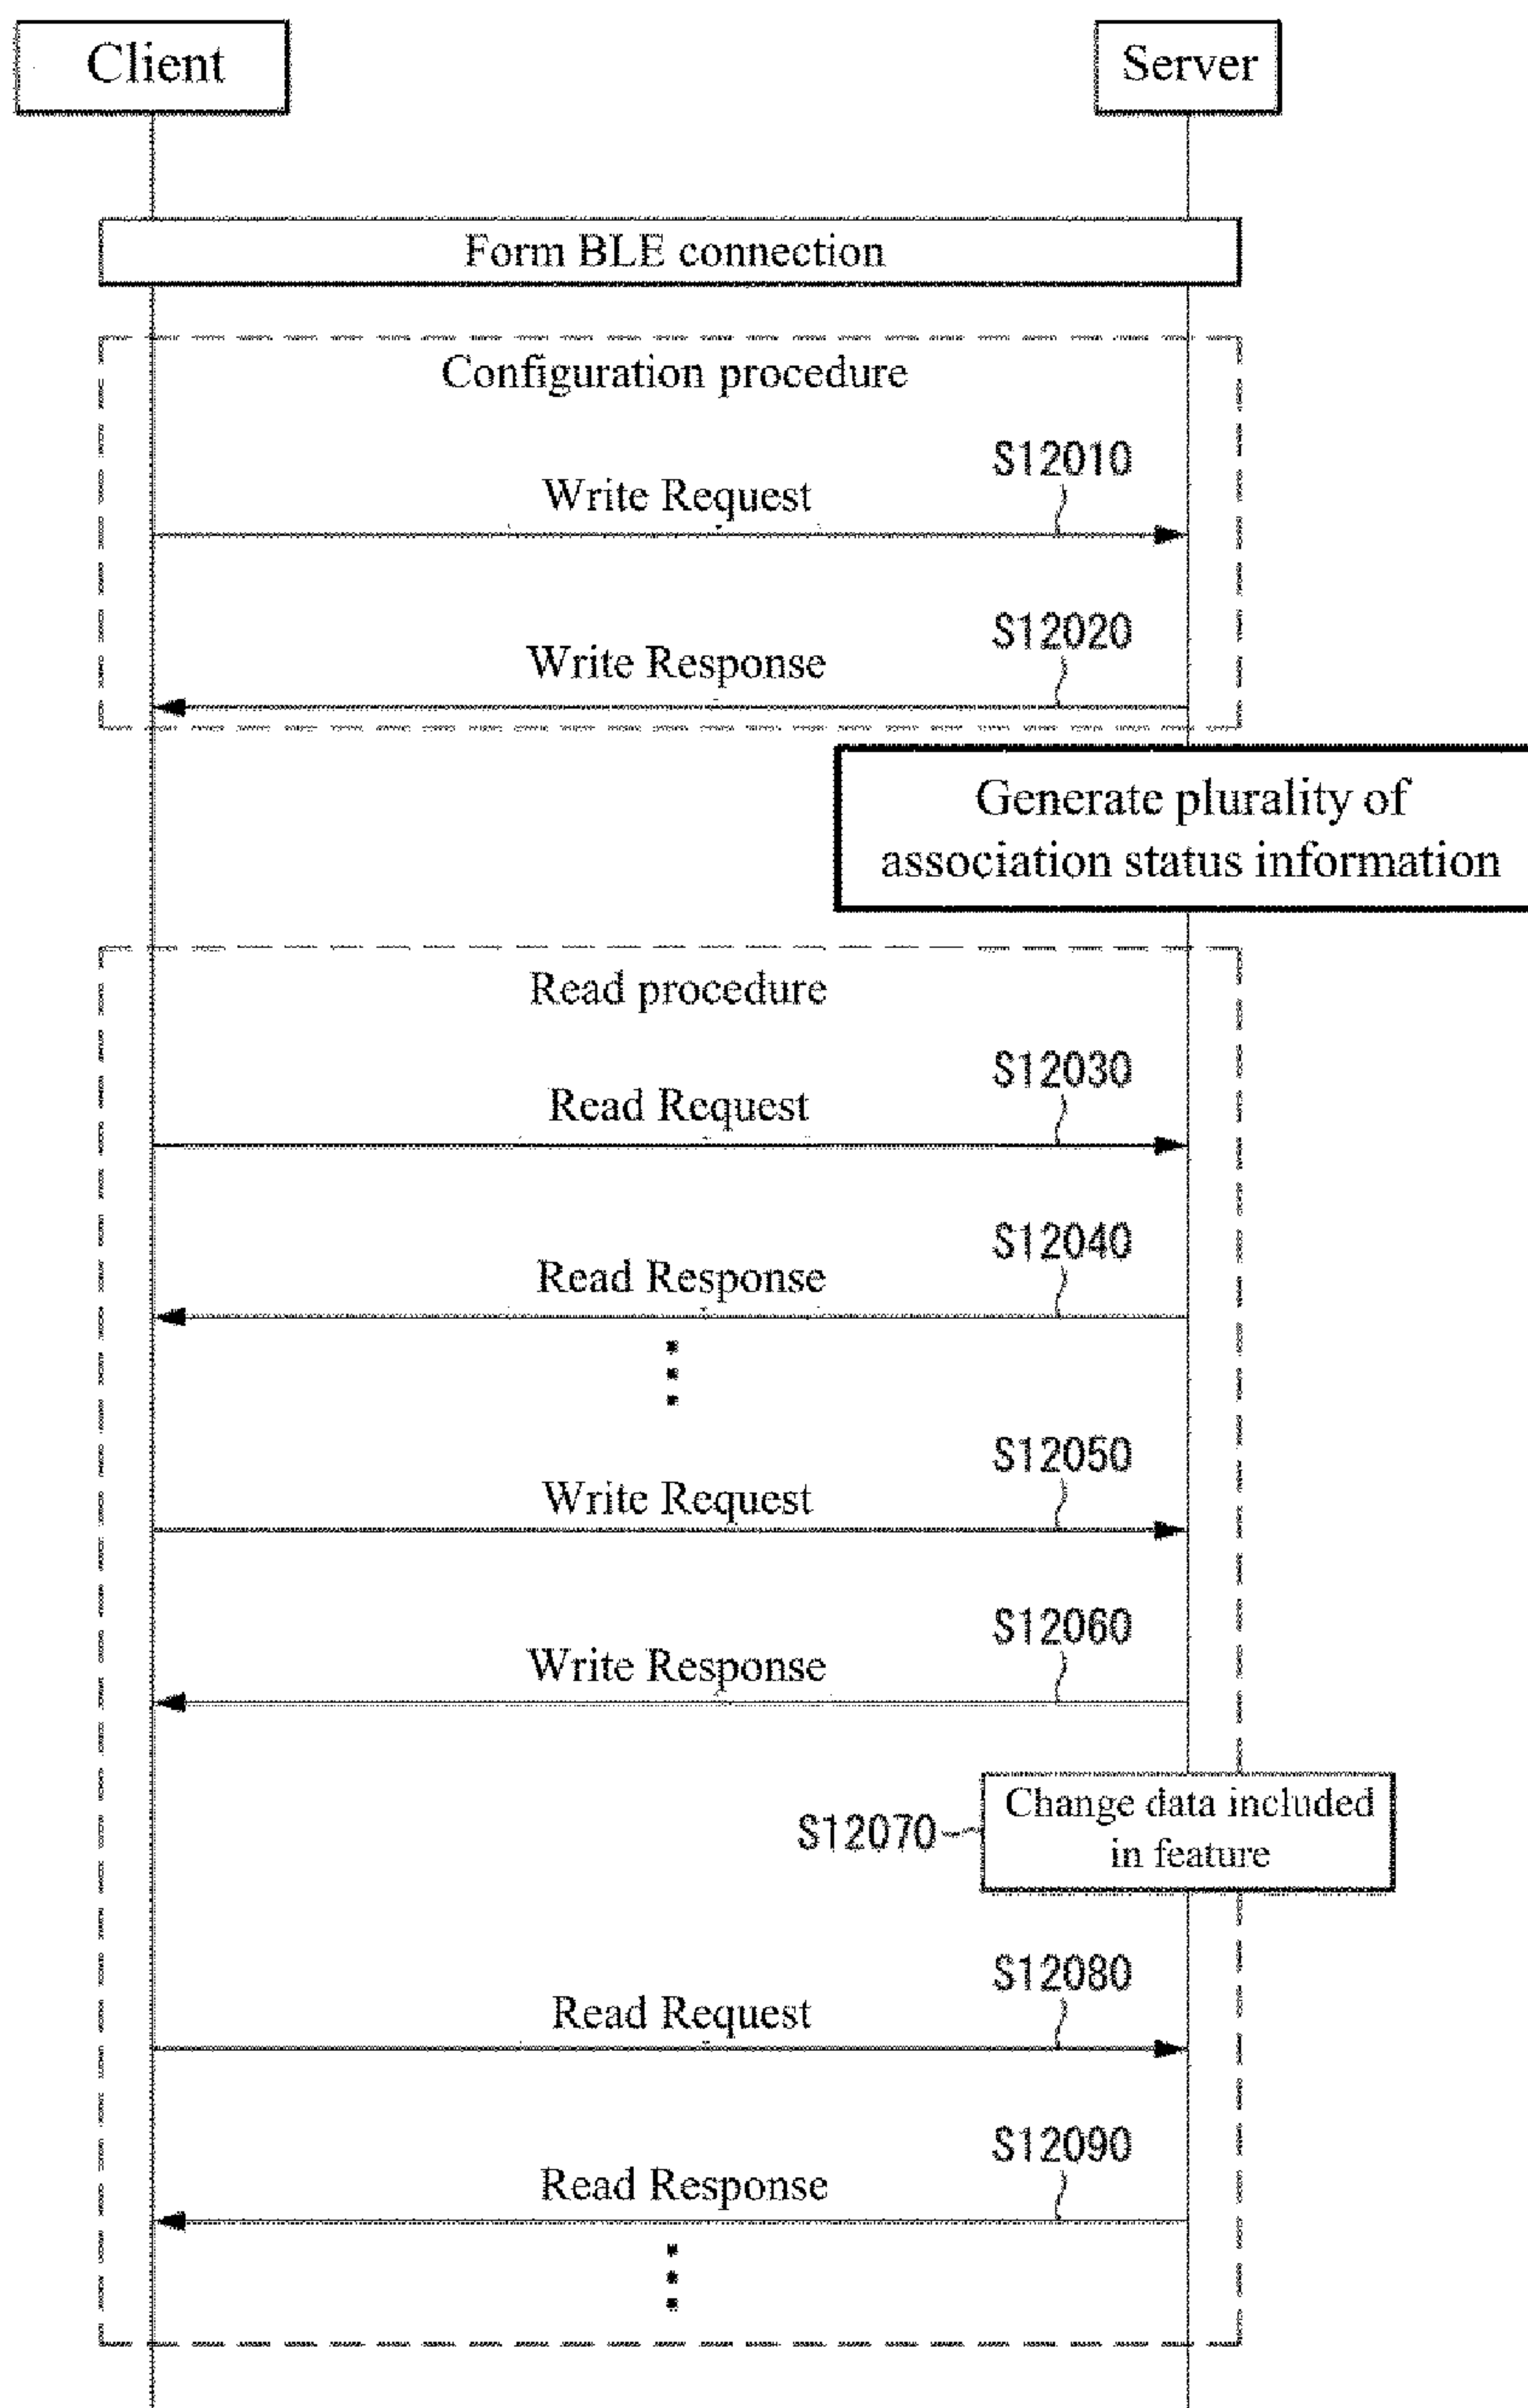 Client
Server
Form BLE connection
Configuration procedure
S12010
Write Request
S12020
Write Response
Generate plurality of
association status information
Read procedure
S12030
Read Request
S12040
Read Response
S12050
Write Request
S12060
Write Response
Change data included
S12070
in feature
S12080
Read Request
S12090
Read Response